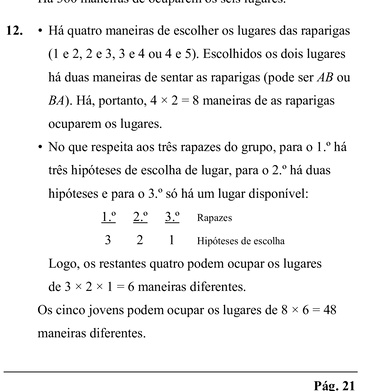 Há 360 maneiras de ocuparem os seis lugares.
12. • Há quatro maneiras de escolher os lugares das raparigas
(1 e 2, 2 e 3, 3 e 4 ou 4 e 5). Escolhidos os dois lugares
há duas maneiras de sentar as raparigas (pode ser AB ou
BA). Há, portanto, 4 × 2 = 8 maneiras de as raparigas
ocuparem os lugares.
• No que respeita aos três rapazes do grupo, para o 1.º há
três hipóteses de escolha de lugar, para o 2.º há duas
hipóteses e para o 3.º só há um lugar disponível:
1.º 2.º 3.º Rapazes
3 2 1 Hipóteses de escolha
Logo, os restantes quatro podem ocupar os lugares
de 3 × 2 × 1 = 6 maneiras diferentes.
Os cinco jovens podem ocupar os lugares de 8 × 6 = 48
maneiras diferentes.
Pág. 21